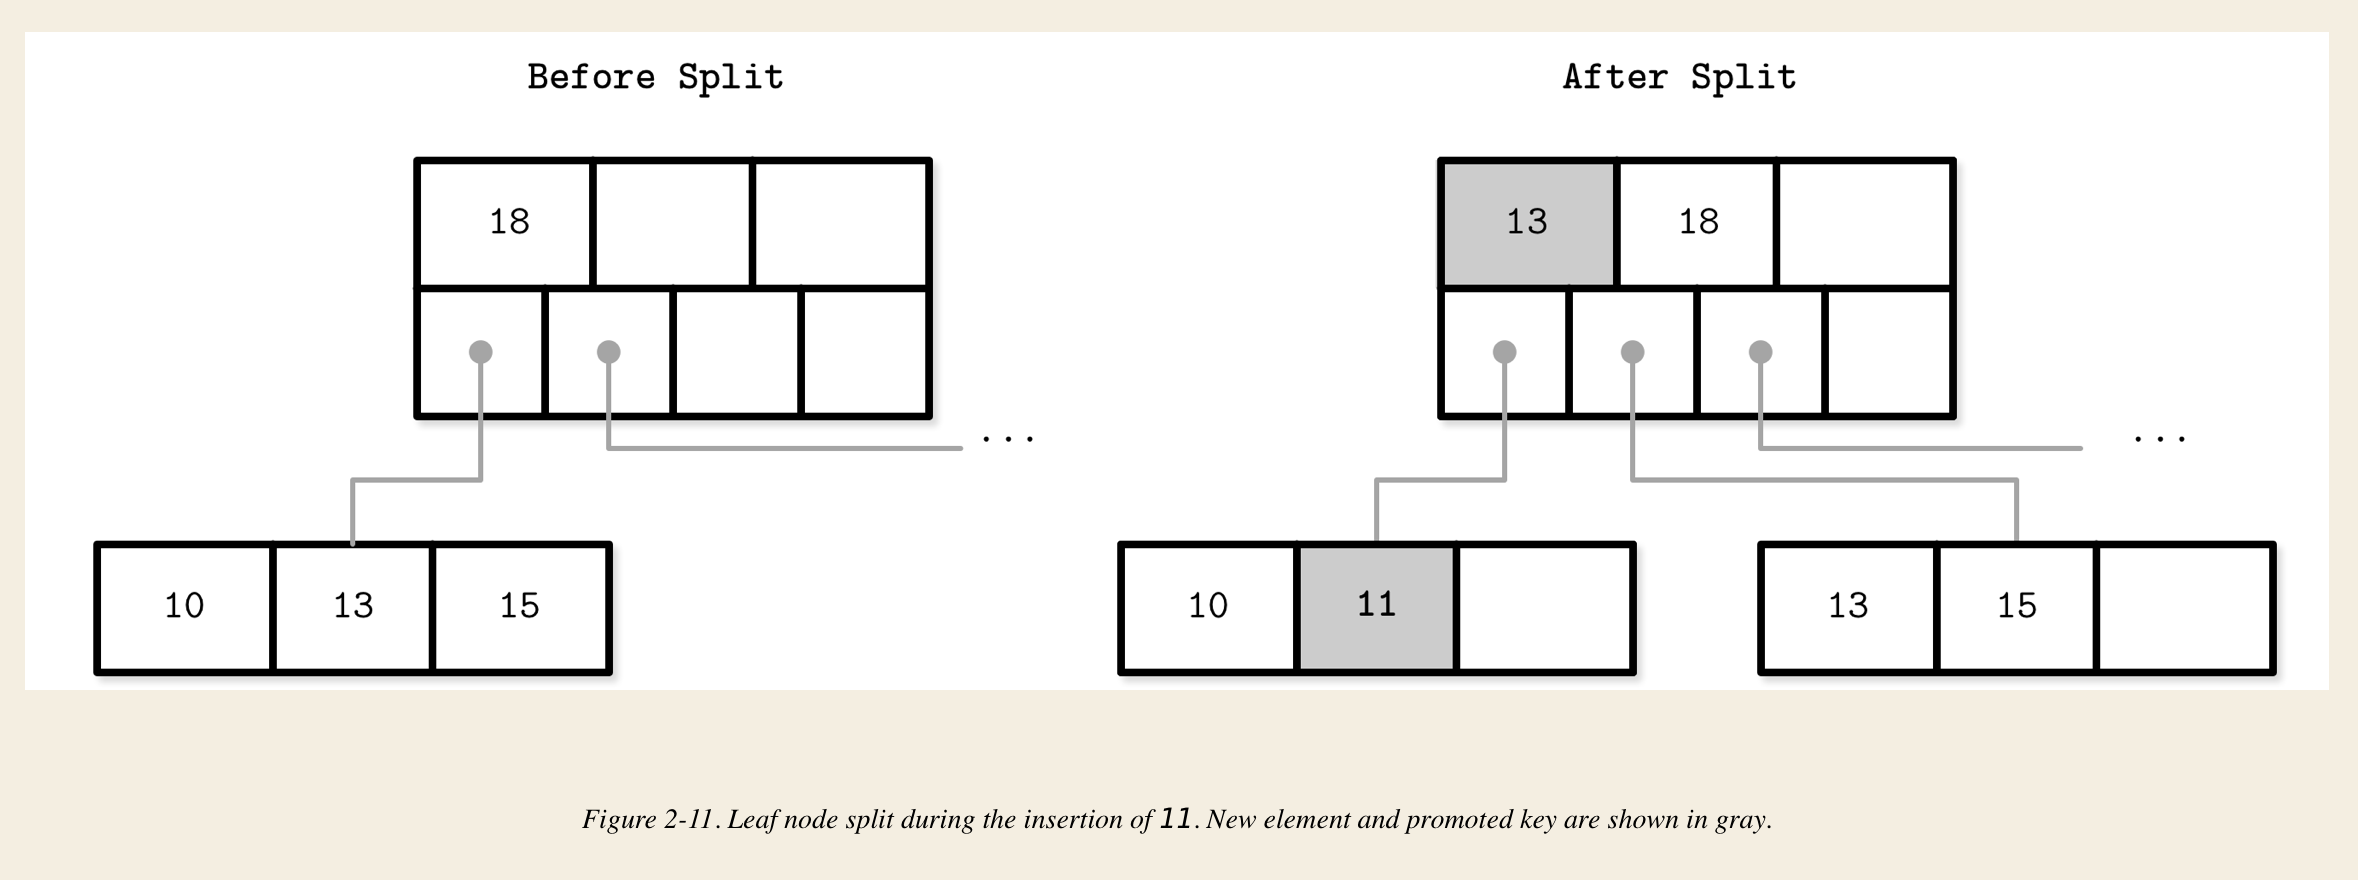 Before Split
After Split
18
13 18
...
...
10 13 15
10 11
13 15
Figure 2-11. Leaf node split during the insertion of 11. New element and promoted key are shown in gray.